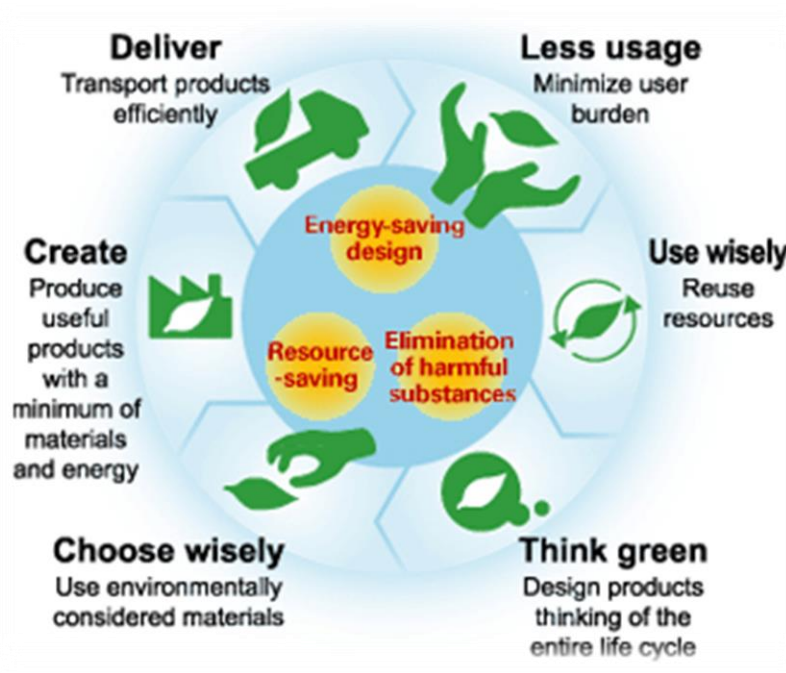 Deliver
Transport products
efficiently
Less usage
Minimize user
burden
Create
Produce
useful
products
with a
minimum of
materials
and energy
Energy-saving
design
Resource
-saving
Elimination
of harmful
substances
Use wisely
Reuse
resources
Choose wisely
Use environmentally
considered materials
Think green
Design products
thinking of the
entire life cycle